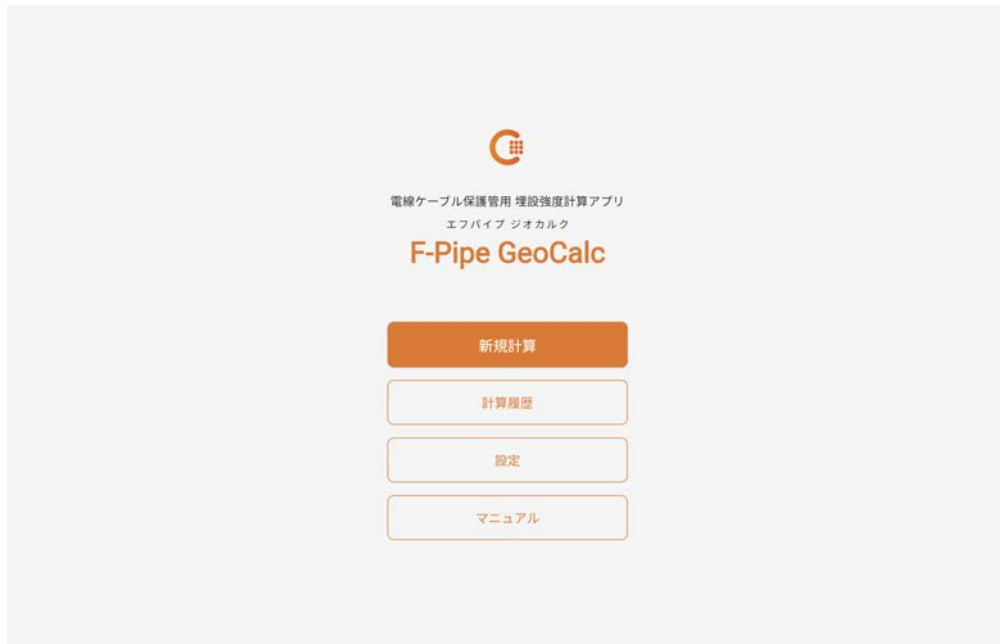 電線ケーブル保護管用 埋設強度計算アプリ
エフパイプ ジオカルク
F-Pipe GeoCalc
新規計算
計算履歴
設定
マニュアル